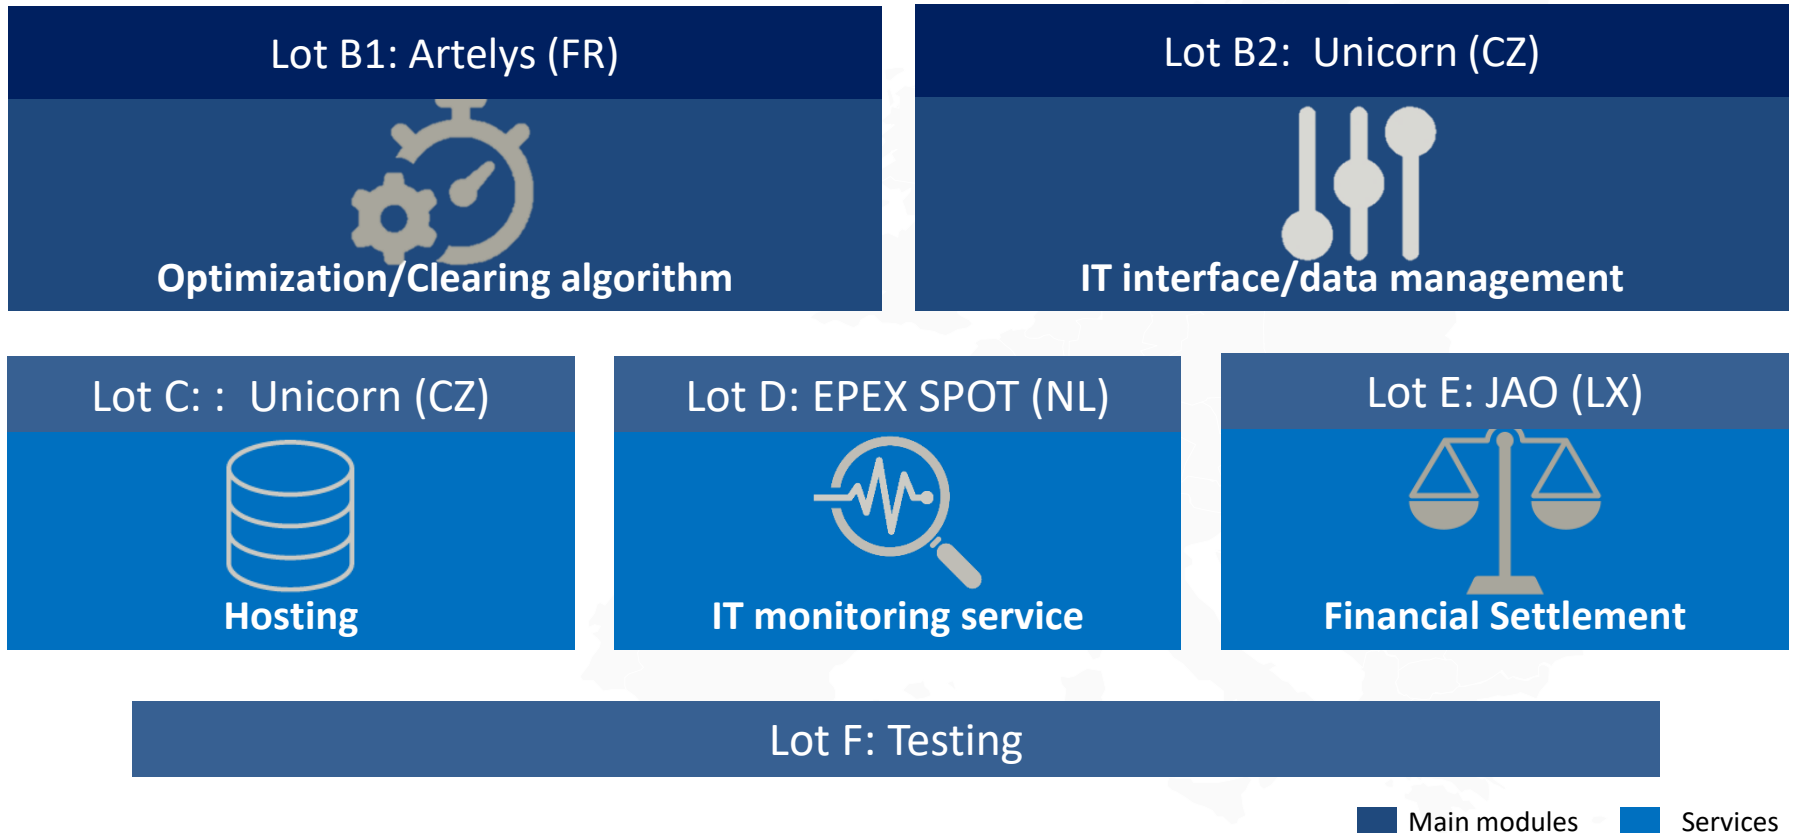 Lot B1: Artelys (FR)
Optimization/Clearing algorithm
Lot B2: Unicorn (CZ)
IT interface/data management
Lot C: : Unicorn (CZ)
Hosting
Lot D: EPEX SPOT (NL)
IT monitoring service
Lot E: JAO (LX)
Financial Settlement
Lot F: Testing
Main modules
Services